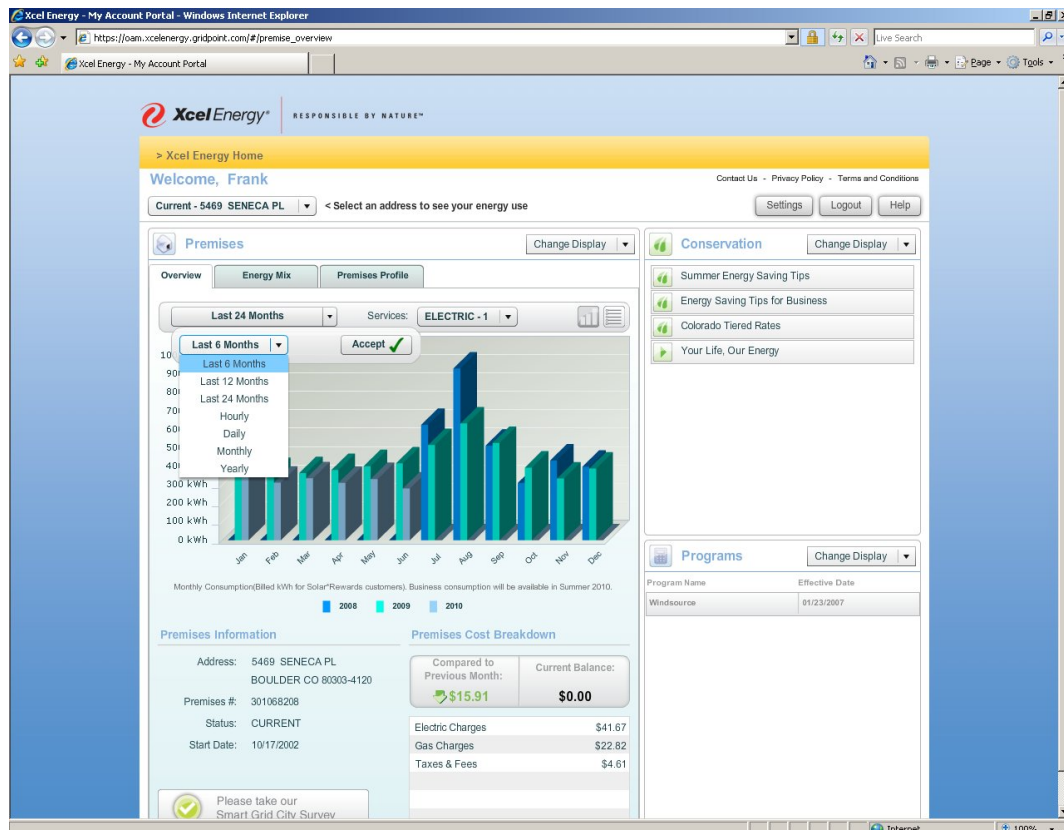 Xcel Energy - My Account Portal - Windows Internet Explorer
https://oam.xcelenergy.gridpoint.com/#/premise_overview
Live Search
Xcel Energy - My Account Portal
Page Tools
Xcel Energy® RESPONSIBLE BY NATURE™
> Xcel Energy Home
Welcome, Frank
Contact Us - Privacy Policy - Terms and Conditions
Current - 5469 SENECA PL < Select an address to see your energy use
Settings Logout Help
Premises Change Display
Overview Energy Mix Premises Profile
Last 24 Months Services: ELECTRIC - 1
Last 6 Months Accept
Last 6 Months
Last 12 Months
Last 24 Months
Hourly
Daily
Monthly
Yearly
300 kWh
200 kWh
100 kWh
0 kWh
Jan Feb Mar Apr May Jun Jul Aug Sep Oct Nov Dec
Monthly Consumption(Billed kWh for Solar*Rewards customers). Business consumption will be available in Summer 2010.
2008 2009 2010
Premises Information
Address: 5469 SENECA PL
BOULDER CO 80303-4120
Premises #: 301068208
Status: CURRENT
Start Date: 10/17/2002
Please take our
Smart Grid City Survey
Premises Cost Breakdown
Compared to
Previous Month:
$15.91
Current Balance:
$0.00
Electric Charges $41.67
Gas Charges $22.82
Taxes & Fees $4.61
Conservation Change Display
Summer Energy Saving Tips
Energy Saving Tips for Business
Colorado Tiered Rates
Your Life, Our Energy
Programs Change Display
Program Name Effective Date
Windsource 01/23/2007
Internet 100%